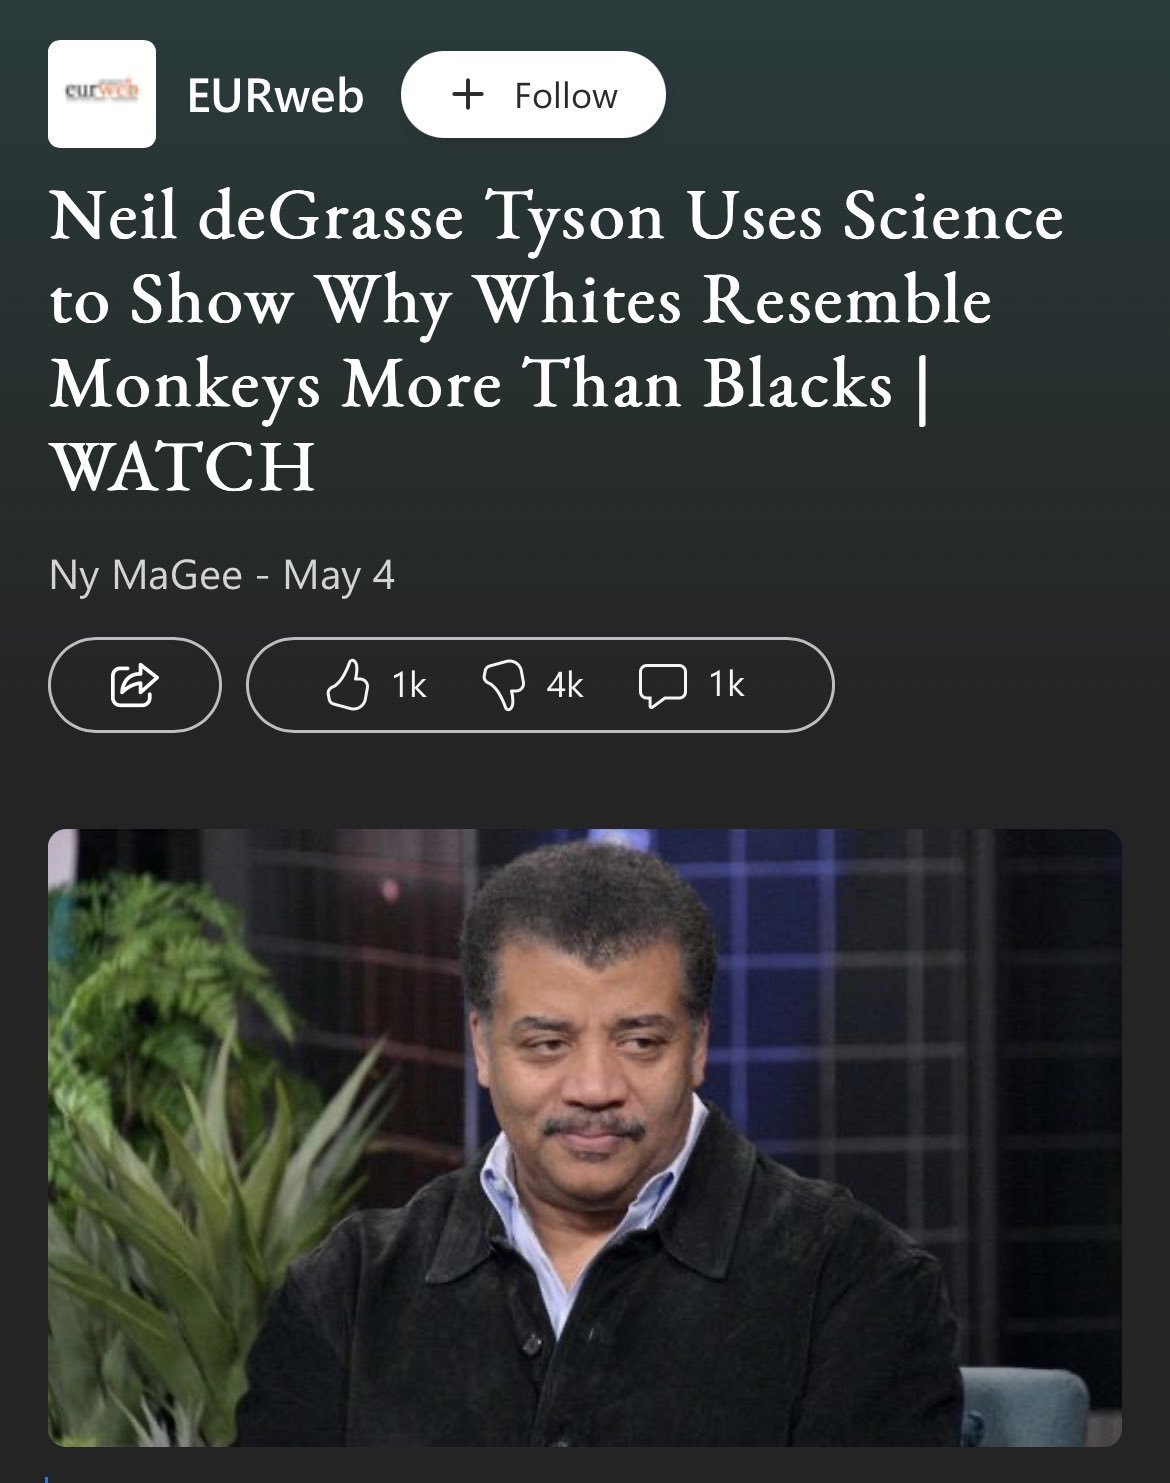 eurweb
EURweb
+ Follow
Neil deGrasse Tyson Uses Science
to Show Why Whites Resemble
Monkeys More Than Blacks |
WATCH
Ny MaGee - May 4
1k 4k 1k